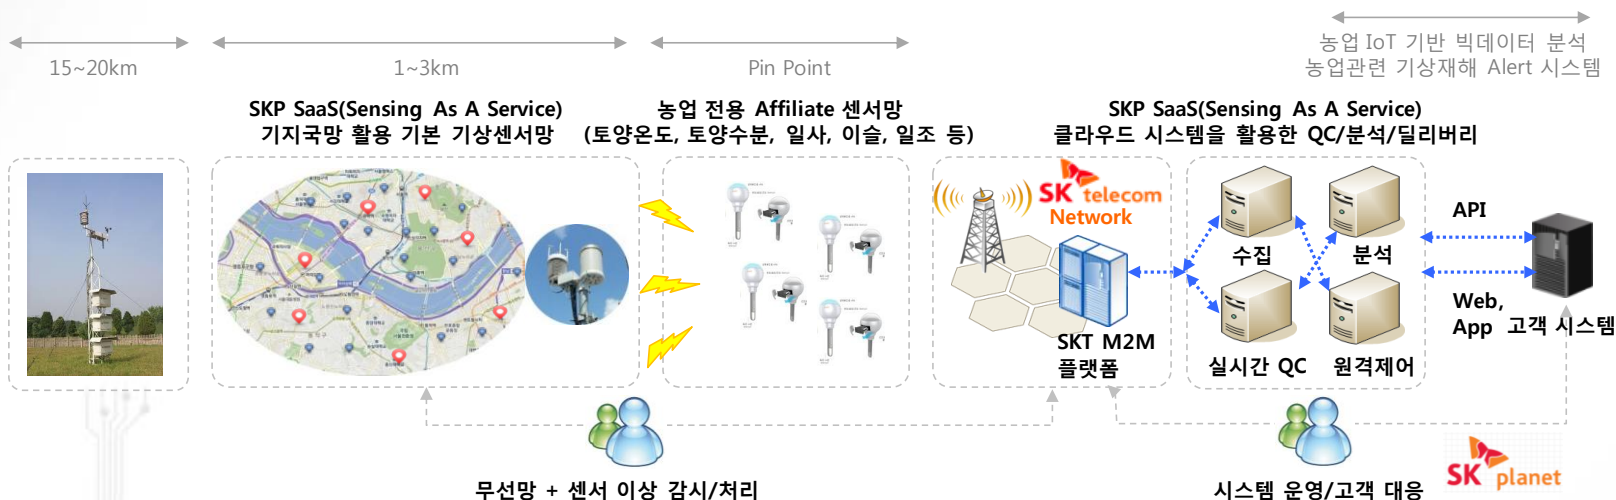 농업 IoT 기반 빅데이터 분석
농업관련 기상재해 Alert 시스템
15~20km
1~3km
Pin Point
SKP SaaS(Sensing As A Service)
기지국망 활용 기본 기상센서망
농업 전용 Affiliate 센서망
(토양온도, 토양수분, 일사, 이슬, 일조 등)
SKP SaaS(Sensing As A Service)
클라우드 시스템을 활용한 QC/분석/딜리버리
SK telecom
Network
SKT M2M
플랫폼
수집
분석
실시간 QC
원격제어
API
Web,
App 고객 시스템
무선망 + 센서 이상 감시/처리
시스템 운영/고객 대응
SK planet